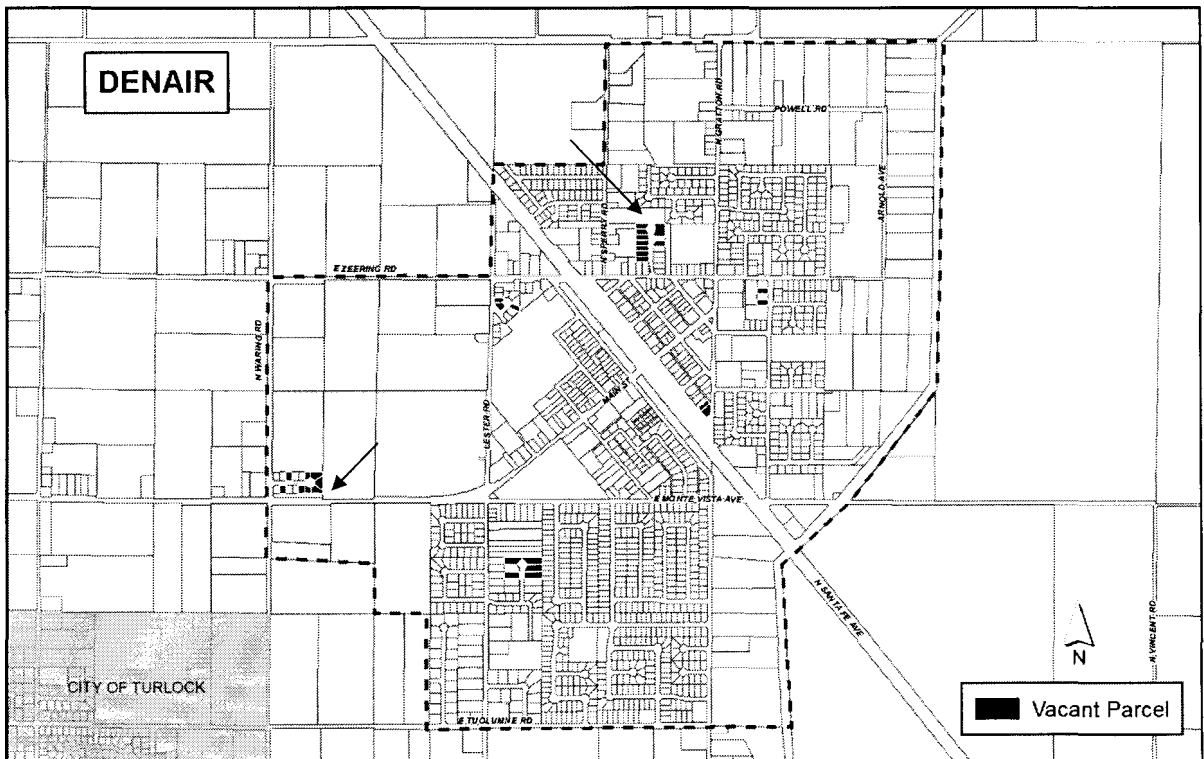 DENAIR
N GRATTON RD
POWELL RD
ARNOLD AVE
N SPERRY RD
E ZEERING RD
N WARING RD
MAIN ST
LESTER RD
E MONTE VISTA AVE
N SANTA FE AVE
N VINCENT RD
N
CITY OF TURLOCK
E TUOLUMNE RD
Vacant Parcel